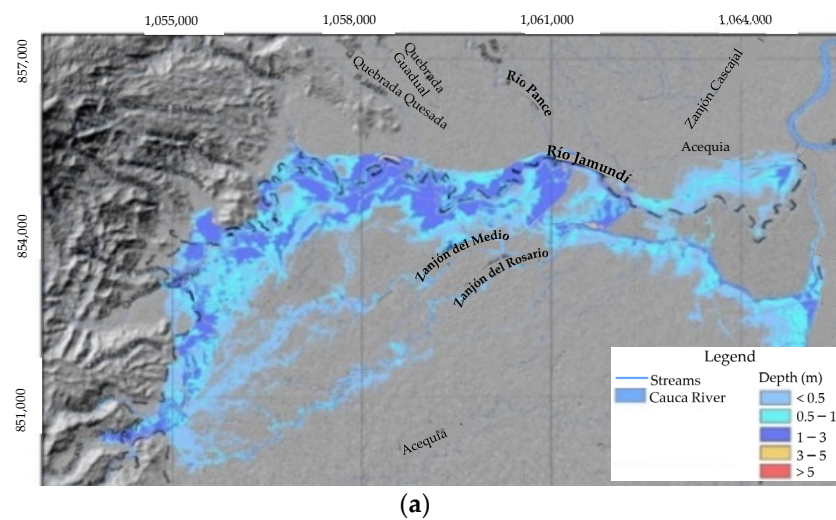 1,055,000
1,058,000
1,061,000
1,064,000
857,000
854,000
851,000
Quebrada
Guadual
Quebrada Quesada
Río Pance
Zanjón Cascajal
Acequia
Río Jamundí
Zanjón del Medio
Zanjón del Rosario
Acequía
Legend
Streams
Cauca River
Depth (m)
< 0.5
0.5 – 1
1 – 3
3 – 5
> 5
(a)